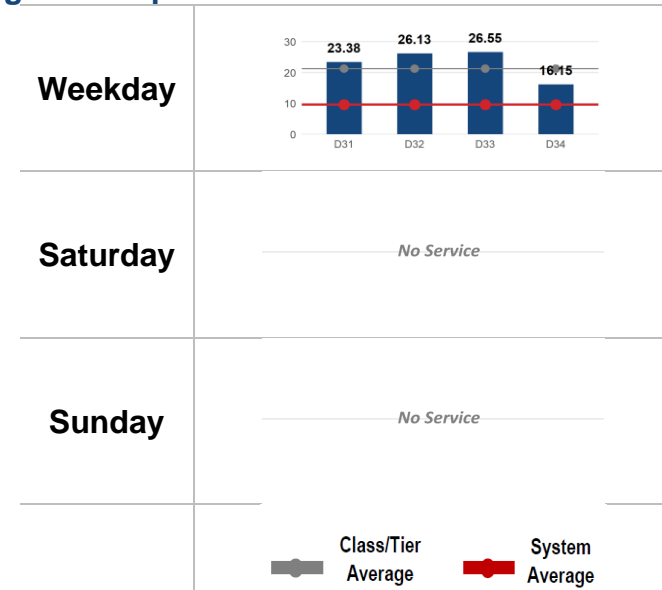 Weekday
30
20
10
0
23.38
26.13
26.55
16.15
D31
D32
D33
D34
Saturday
No Service
Sunday
No Service
Class/Tier
Average
System
Average